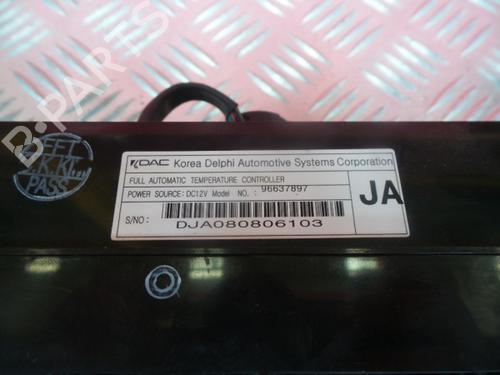 KDAC Korea Delphi Automotive Systems Corporation
FULL AUTOMATIC TEMPERATURE CONTROLLER
POWER SOURCE: DC12V Model NO. : 96637897
S/NO :
DJA080806103
JA
PASS